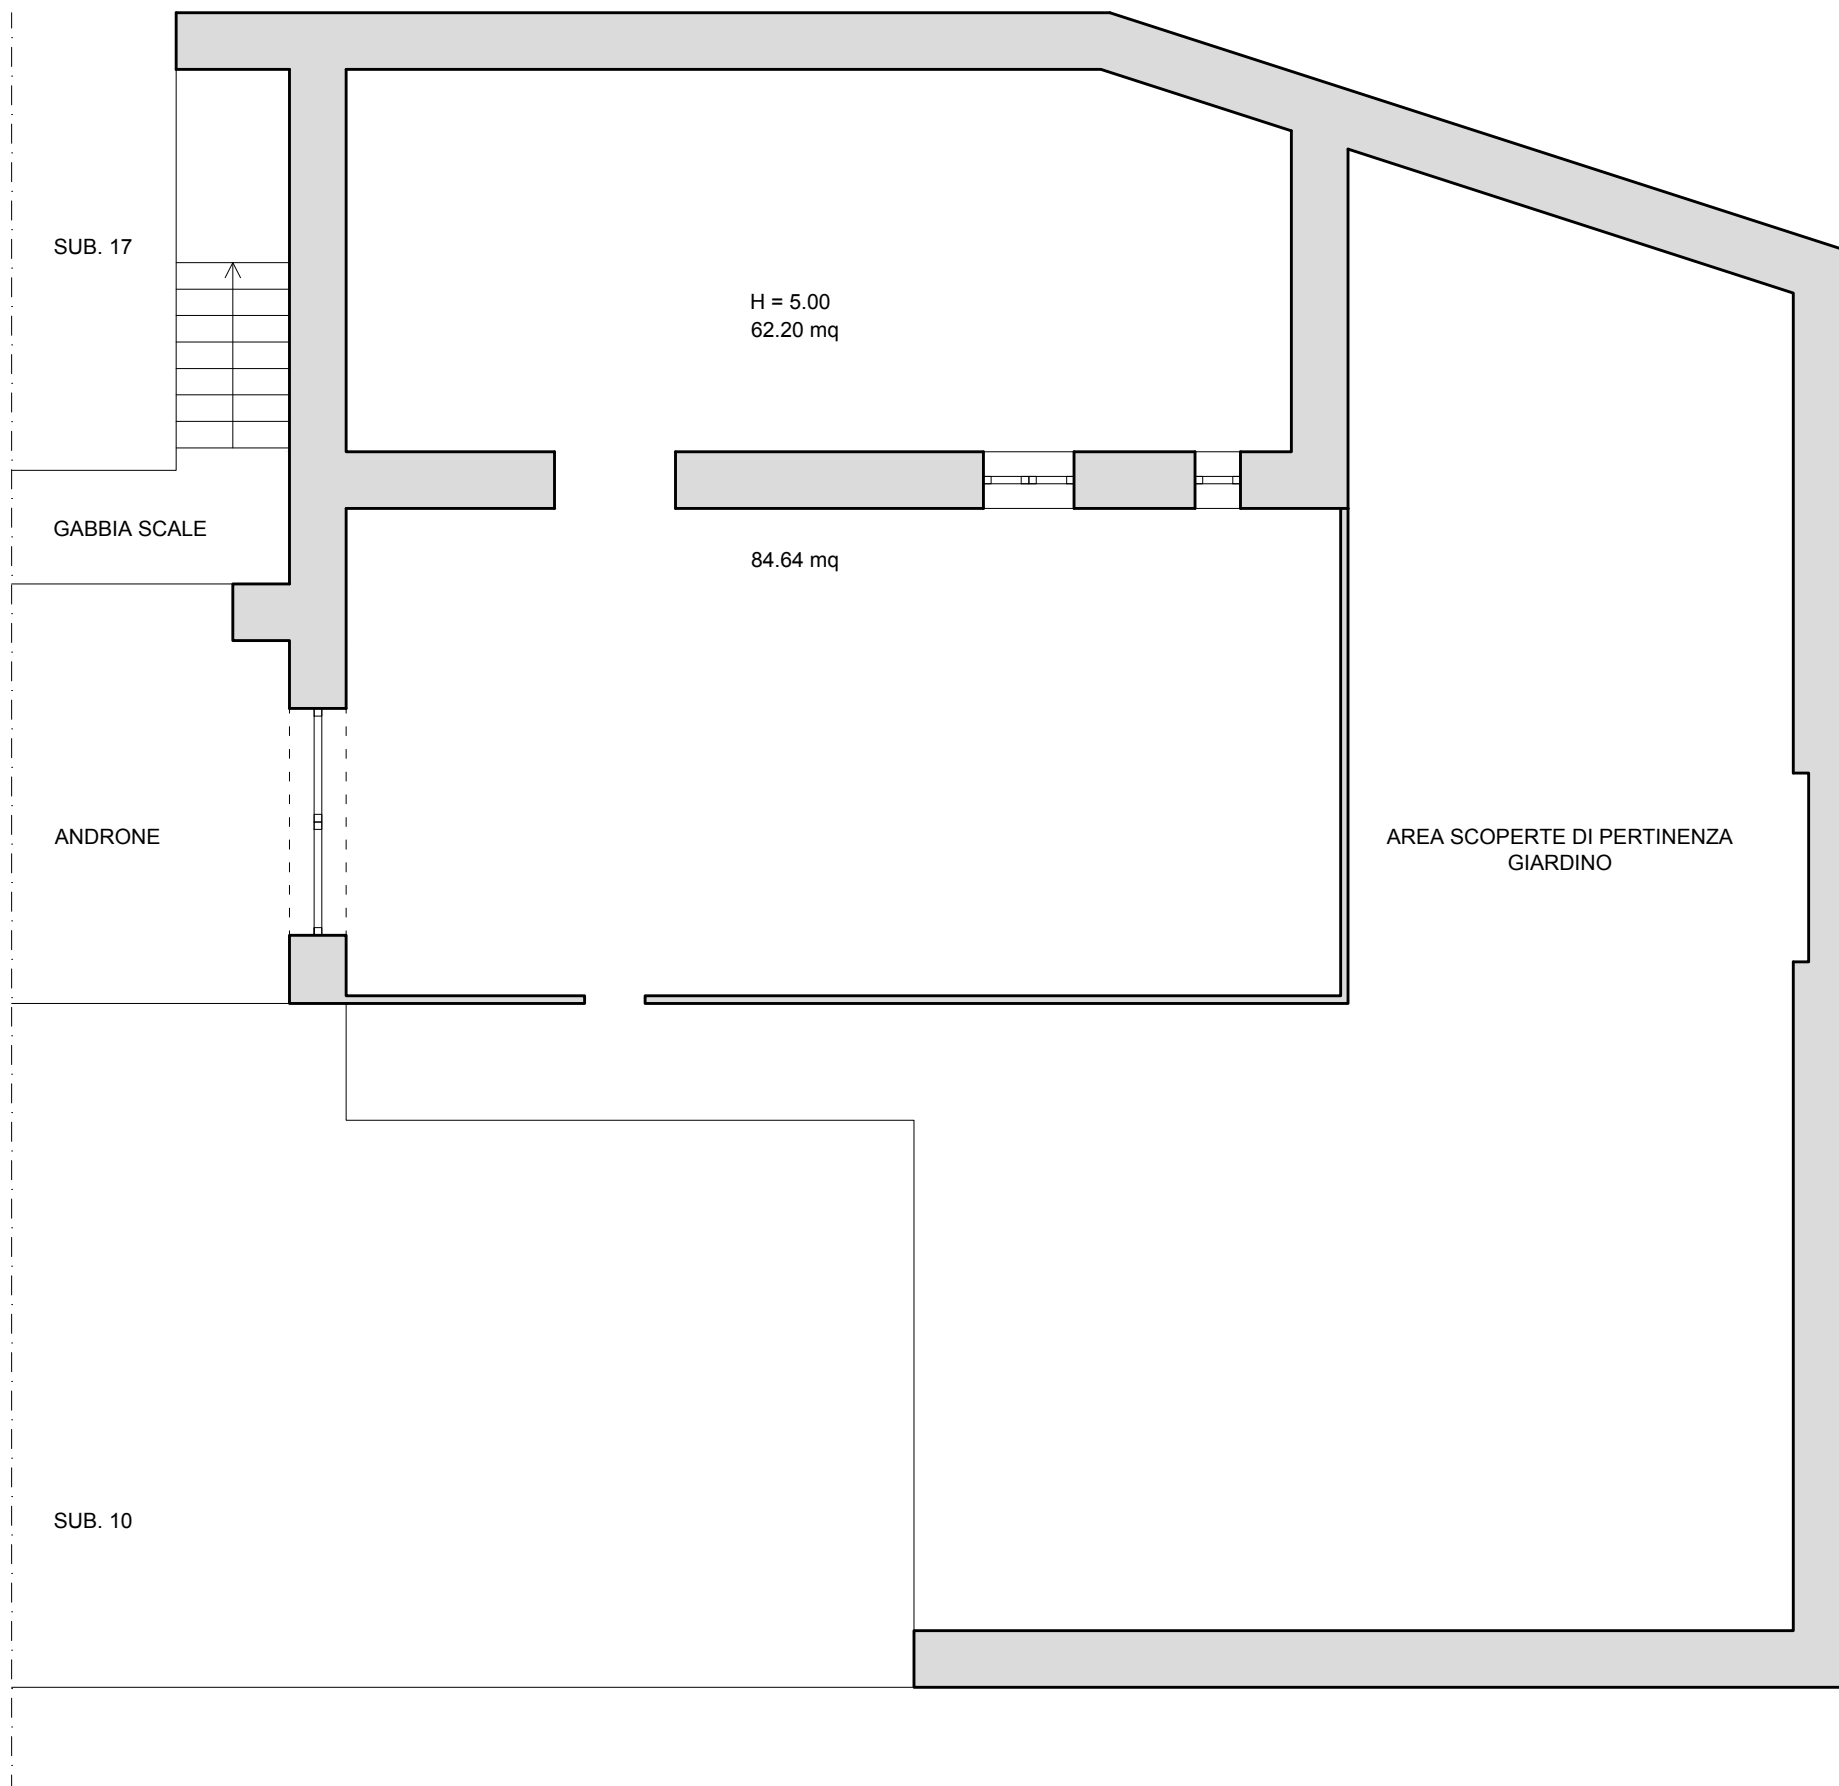 SUB. 17
H = 5.00
62.20 mq
GABBIA SCALE
84.64 mq
ANDRONE
AREA SCOPERTE DI PERTINENZA
GIARDINO
SUB. 10